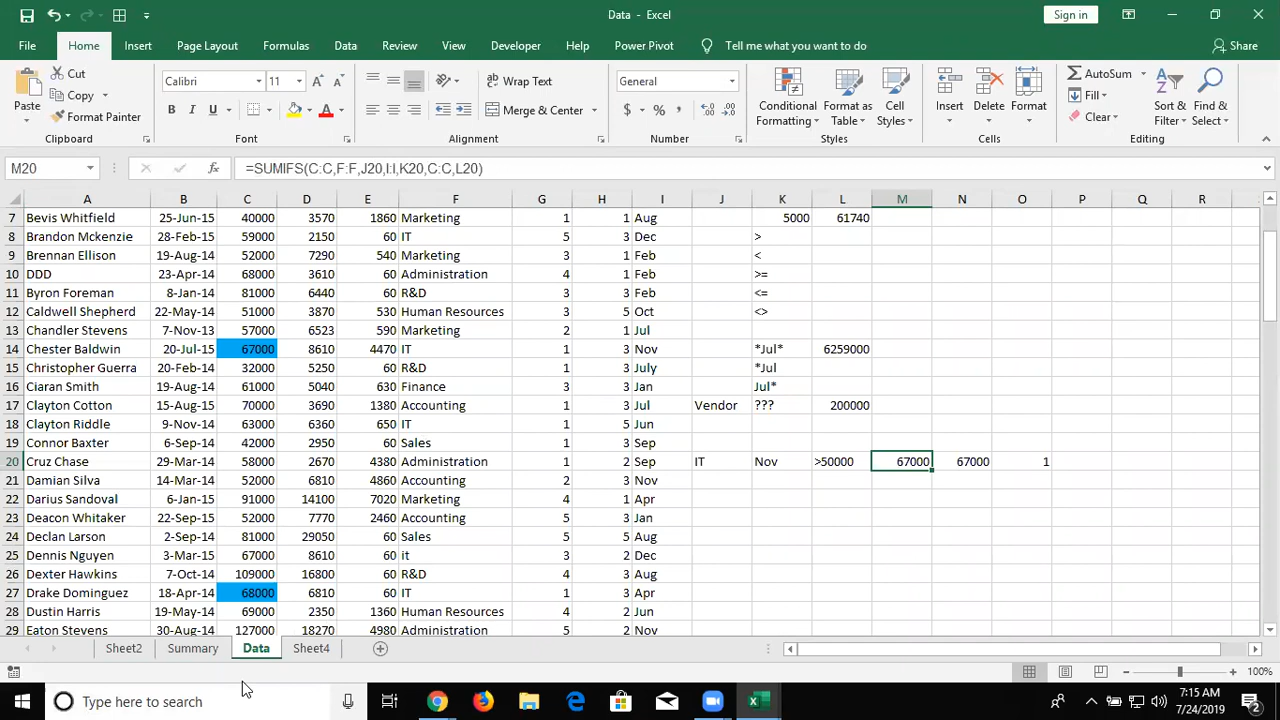 Data - Excel
Sign in
File Home Insert Page Layout Formulas Data Review View Developer Help Power Pivot Tell me what you want to do Share
Paste Cut Copy Format Painter
Calibri 11 A A
B I U A
Wrap Text
Merge & Center
General
$ % ,
Conditional Formatting Format as Table Cell Styles
Insert Delete Format
AutoSum Fill Clear
Sort & Filter Find & Select
Clipboard Font Alignment Number Styles Cells Editing
M20 fx =SUMIFS(C:C,F:F,J20,I:I,K20,C:C,L20)
A B C D E F G H I J K L M N O P Q R
7 Bevis Whitfield 25-Jun-15 40000 3570 1860 Marketing 1 1 Aug 5000 61740
8 Brandon Mckenzie 28-Feb-15 59000 2150 60 IT 5 3 Dec >
9 Brennan Ellison 19-Aug-14 52000 7290 540 Marketing 3 1 Feb <
10 DDD 23-Apr-14 68000 3610 60 Administration 4 1 Feb >=
11 Byron Foreman 8-Jan-14 81000 6440 60 R&D 3 3 Feb <=
12 Caldwell Shepherd 22-May-14 51000 3870 530 Human Resources 3 5 Oct <>
13 Chandler Stevens 7-Nov-13 57000 6523 590 Marketing 2 1 Jul
14 Chester Baldwin 20-Jul-15 67000 8610 4470 IT 1 3 Nov *Jul* 6259000
15 Christopher Guerra 20-Feb-14 32000 5250 60 R&D 1 3 July *Jul
16 Ciaran Smith 19-Aug-14 61000 5040 630 Finance 3 3 Jan Jul*
17 Clayton Cotton 15-Aug-15 70000 3690 1380 Accounting 1 3 Jul Vendor ??? 200000
18 Clayton Riddle 9-Nov-14 63000 6360 650 IT 1 5 Jun
19 Connor Baxter 6-Sep-14 42000 2950 60 Sales 1 3 Sep
20 Cruz Chase 29-Mar-14 58000 2670 4380 Administration 1 2 Sep IT Nov >50000 67000 67000 1
21 Damian Silva 14-Mar-14 52000 6810 4860 Accounting 2 3 Nov
22 Darius Sandoval 6-Jan-15 91000 14100 7020 Marketing 4 1 Apr
23 Deacon Whitaker 22-Sep-15 52000 7770 2460 Accounting 5 3 Jan
24 Declan Larson 2-Sep-14 81000 29050 60 Sales 5 5 Aug
25 Dennis Nguyen 3-Mar-15 67000 8610 60 it 3 2 Dec
26 Dexter Hawkins 7-Oct-14 109000 16800 60 R&D 4 3 Aug
27 Drake Dominguez 18-Apr-14 68000 6810 60 IT 1 3 Apr
28 Dustin Harris 19-May-14 69000 2350 1360 Human Resources 4 2 Jun
29 Eaton Stevens 30-Aug-14 127000 18270 4980 Administration 5 2 Nov
Sheet2 Summary Data Sheet4
100%
Type here to search
7:15 AM
7/24/2019
2